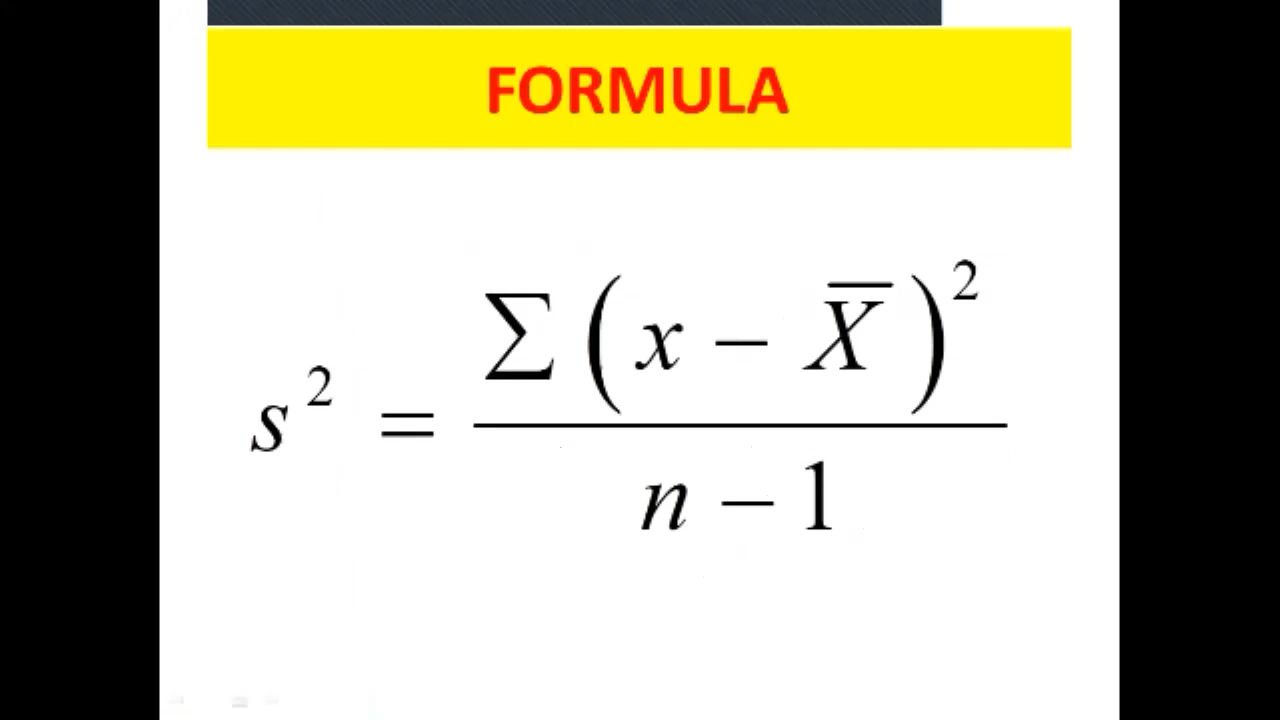 FORMULA
s² = ∑(x − X̅)² / n − 1